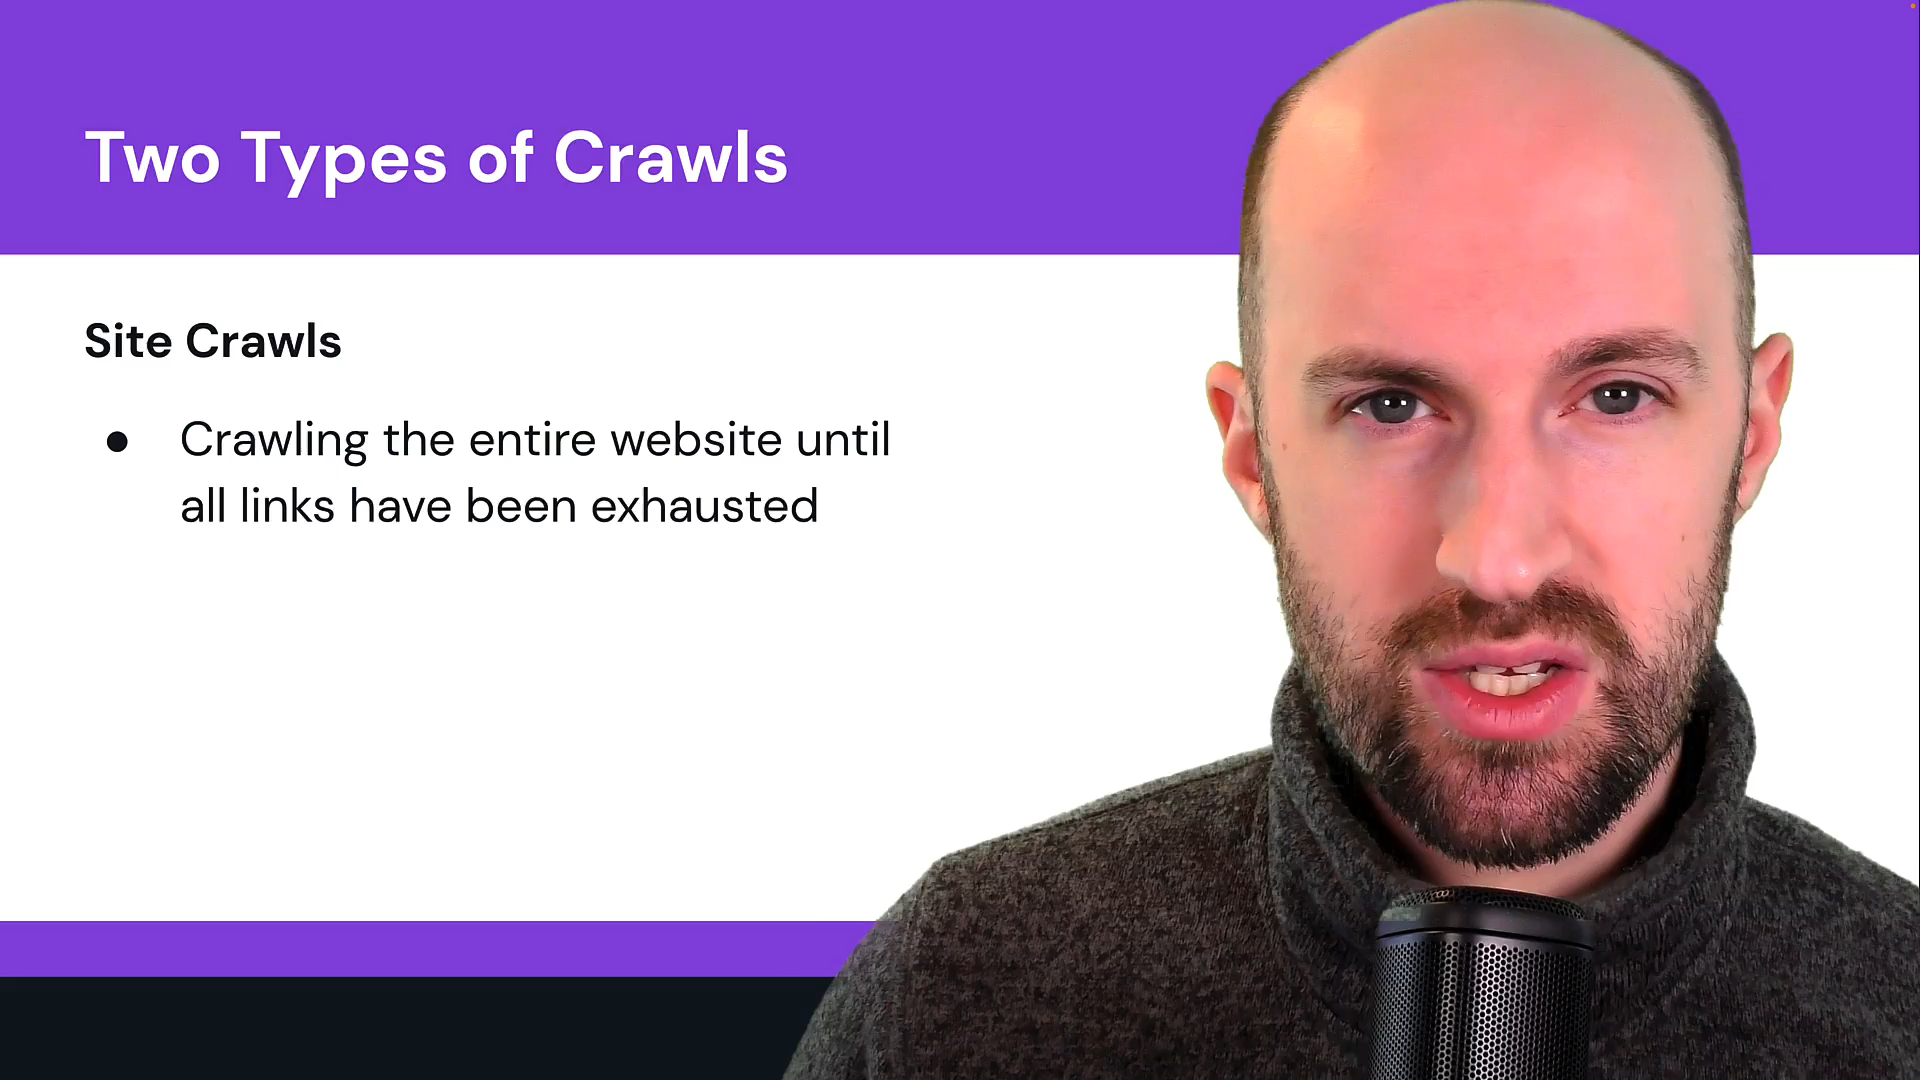 Two Types of Crawls
Site Crawls
● Crawling the entire website until
all links have been exhausted